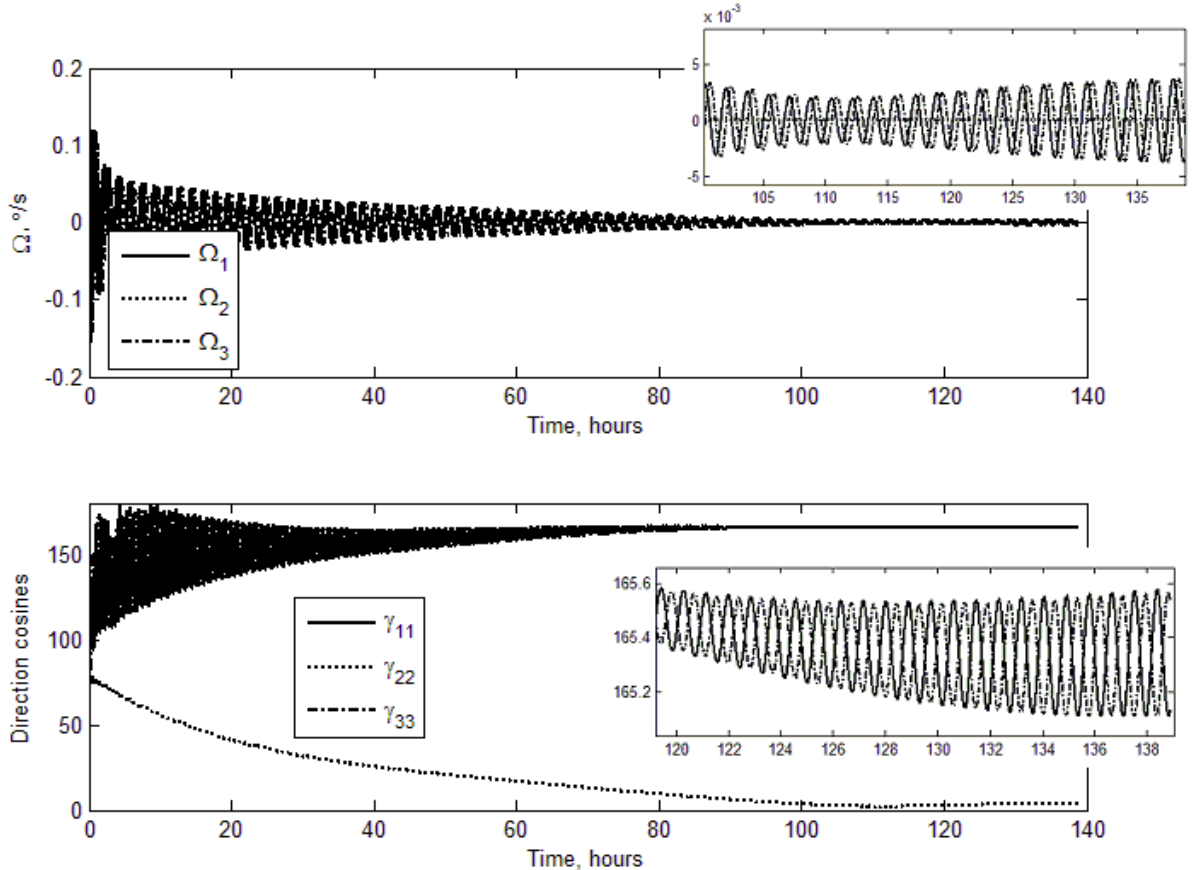 x 10⁻³
5
0
-5
105 110 115 120 125 130 135
0.2
0.1
0
-0.1
-0.2
Ω, º/s
Ω₁
Ω₂
Ω₃
0 20 40 60 80 100 120 140
Time, hours
150
100
50
0
Direction cosines
γ₁₁
γ₂₂
γ₃₃
165.6
165.4
165.2
120 122 124 126 128 130 132 134 136 138
0 20 40 60 80 100 120 140
Time, hours